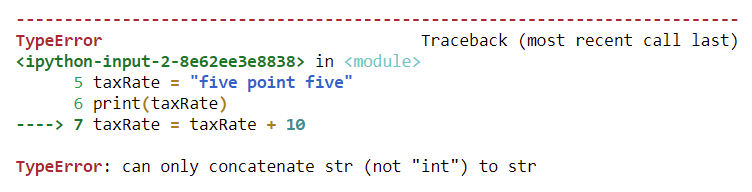 ---------------------------------------------------------------------------
TypeError                                 Traceback (most recent call last)
<ipython-input-2-8e62ee3e8838> in <module>
      5 taxRate = "five point five"
      6 print(taxRate)
----> 7 taxRate = taxRate + 10
TypeError: can only concatenate str (not "int") to str